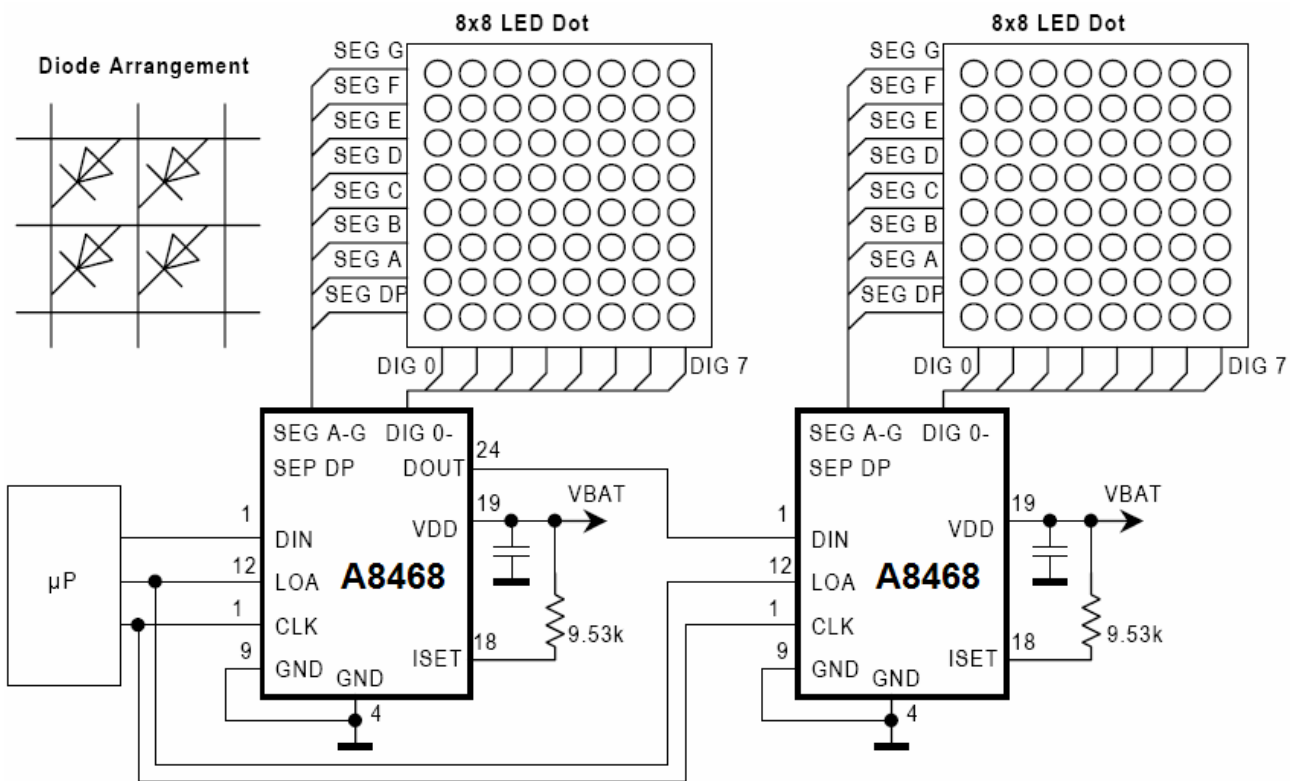 8x8 LED Dot
8x8 LED Dot
Diode Arrangement
SEG G
SEG F
SEG E
SEG D
SEG C
SEG B
SEG A
SEG DP
DIG 0
DIG 7
SEG G
SEG F
SEG E
SEG D
SEG C
SEG B
SEG A
SEG DP
DIG 0
DIG 7
µP
SEG A-G DIG 0-
SEP DP DOUT
24
19
VBAT
VDD
1
DIN
12
LOA
A8468
1
CLK
9.53k
18
9
GND
ISET
GND
4
SEG A-G DIG 0-
SEP DP
19
VBAT
VDD
1
DIN
12
LOA
A8468
1
CLK
9.53k
18
9
GND
ISET
GND
4